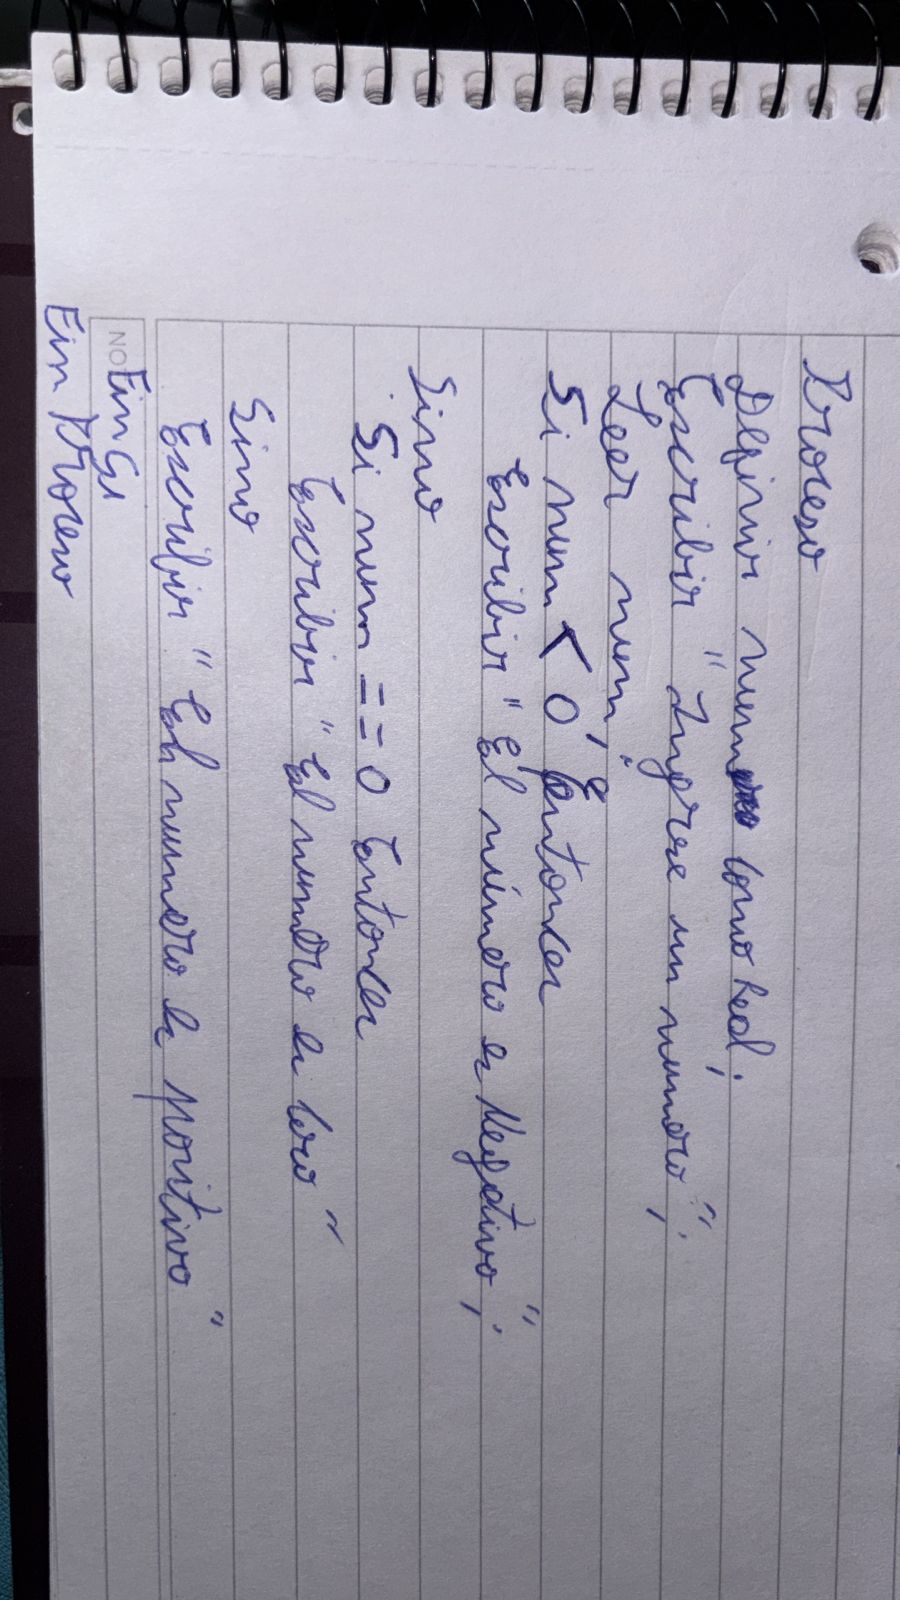 Proceso
Definir num como Real;
Escribir "Ingrese un numero";
Leer num;
Si num < 0 Entonces
Escribir "El número es Negativo";
Sino
Si num == 0 Entonces
Escribir "El numero es Cero"
Sino
Escribir "El numero es positivo"
NO
Fin Si
Fin Proceso